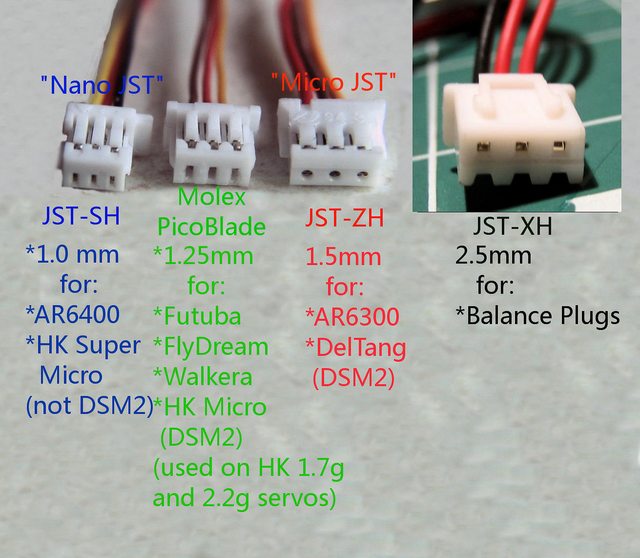 "Nano JST"
"Micro JST"
JST-SH
*1.0 mm
for:
*AR6400
*HK Super
Micro
(not DSM2)
Molex
PicoBlade
*1.25mm
for:
*Futuba
*FlyDream
*Walkera
*HK Micro
(DSM2)
(used on HK 1.7g
and 2.2g servos)
JST-ZH
1.5mm
for:
*AR6300
*DelTang
(DSM2)
JST-XH
2.5mm
for:
*Balance Plugs